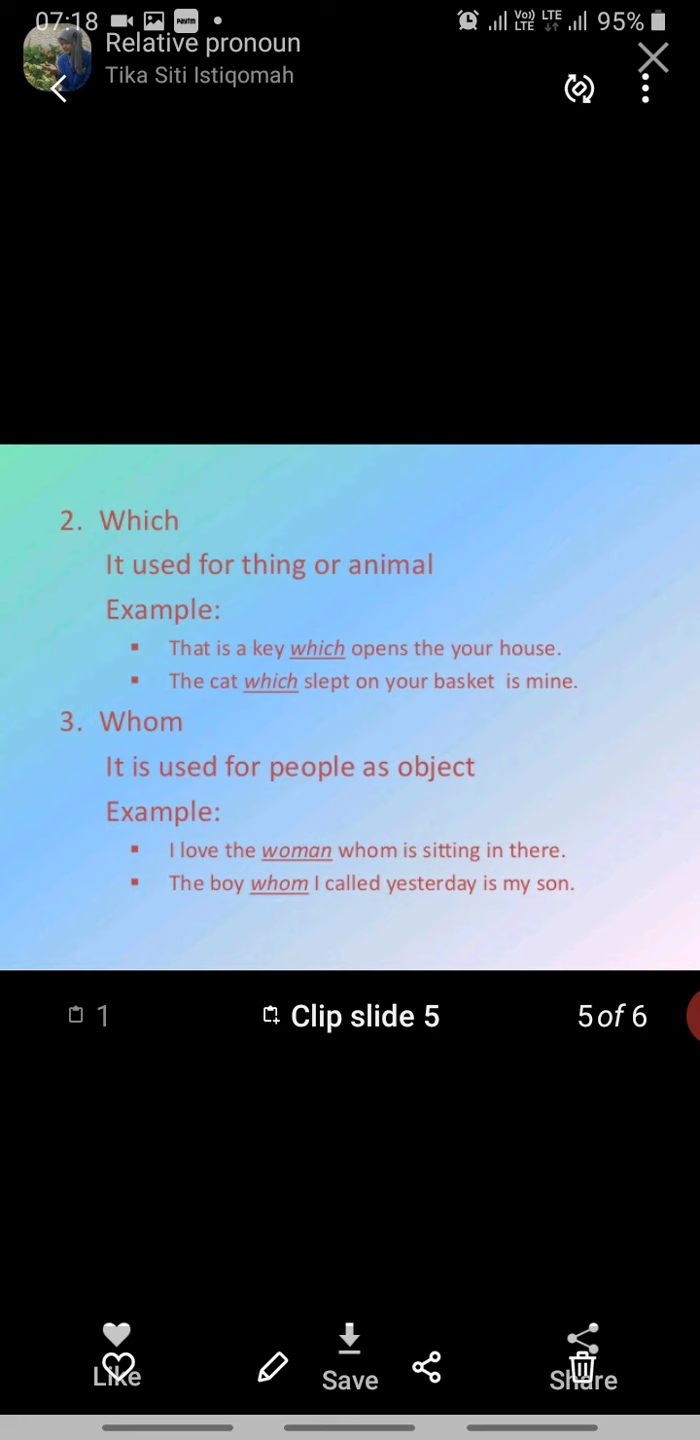 07:18 Paytm VoLTE LTE 95%
Relative pronoun
Tika Siti Istiqomah
2. Which
It used for thing or animal
Example:
▪ That is a key which opens the your house.
▪ The cat which slept on your basket is mine.
3. Whom
It is used for people as object
Example:
▪ I love the woman whom is sitting in there.
▪ The boy whom I called yesterday is my son.
1 Clip slide 5 5 of 6
Like Save Share